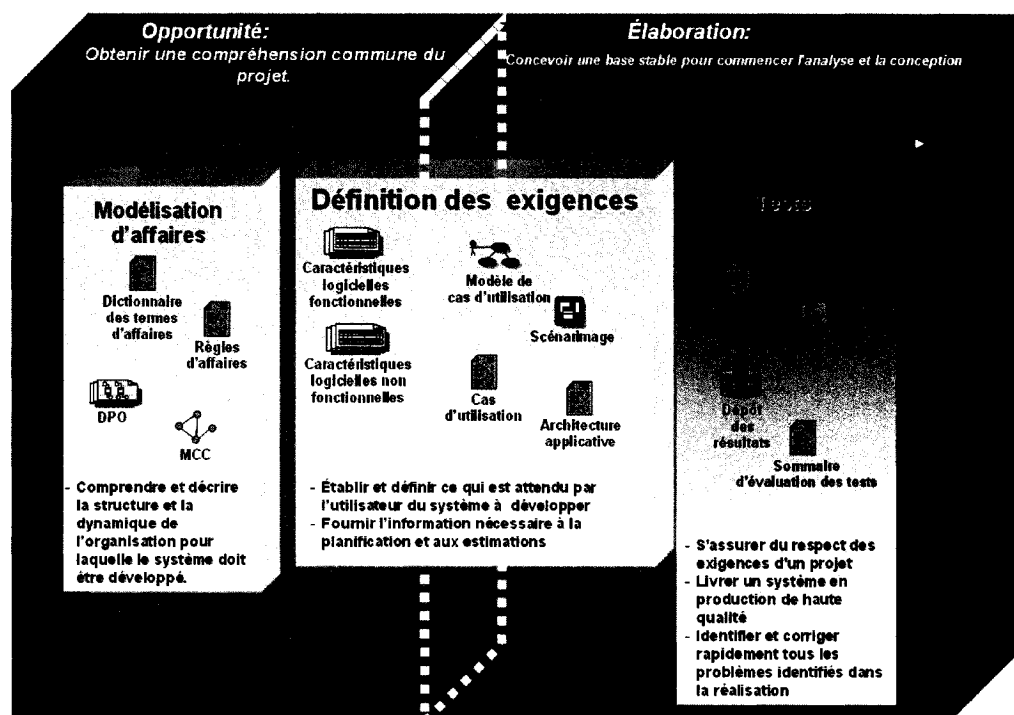 Opportunité:
Obtenir une compréhension commune du
projet.
Élaboration:
Concevoir une base stable pour commencer l'analyse et la conception
Modélisation
d'affaires
Dictionnaire
des termes
d'affaires
Règles
d'affaires
DPO
MCC
- Comprendre et décrire
la structure et la
dynamique de
l'organisation pour
laquelle le système doit
être développé.
Définition des exigences
Caractéristiques
logicielles
fonctionnelles
Modèle de
cas d'utilisation
Scénarimage
Caractéristiques
logicielles non
fonctionnelles
Cas
d'utilisation
Architecture
applicative
- Établir et définir ce qui est attendu par
l'utilisateur du système à développer
- Fournir l'information nécessaire à la
planification et aux estimations
Tests
Dépôt
des
résultats
Sommaire
d'évaluation des tests
- S'assurer du respect des
exigences d'un projet
- Livrer un système en
production de haute
qualité
- Identifier et corriger
rapidement tous les
problèmes identifiés dans
la réalisation